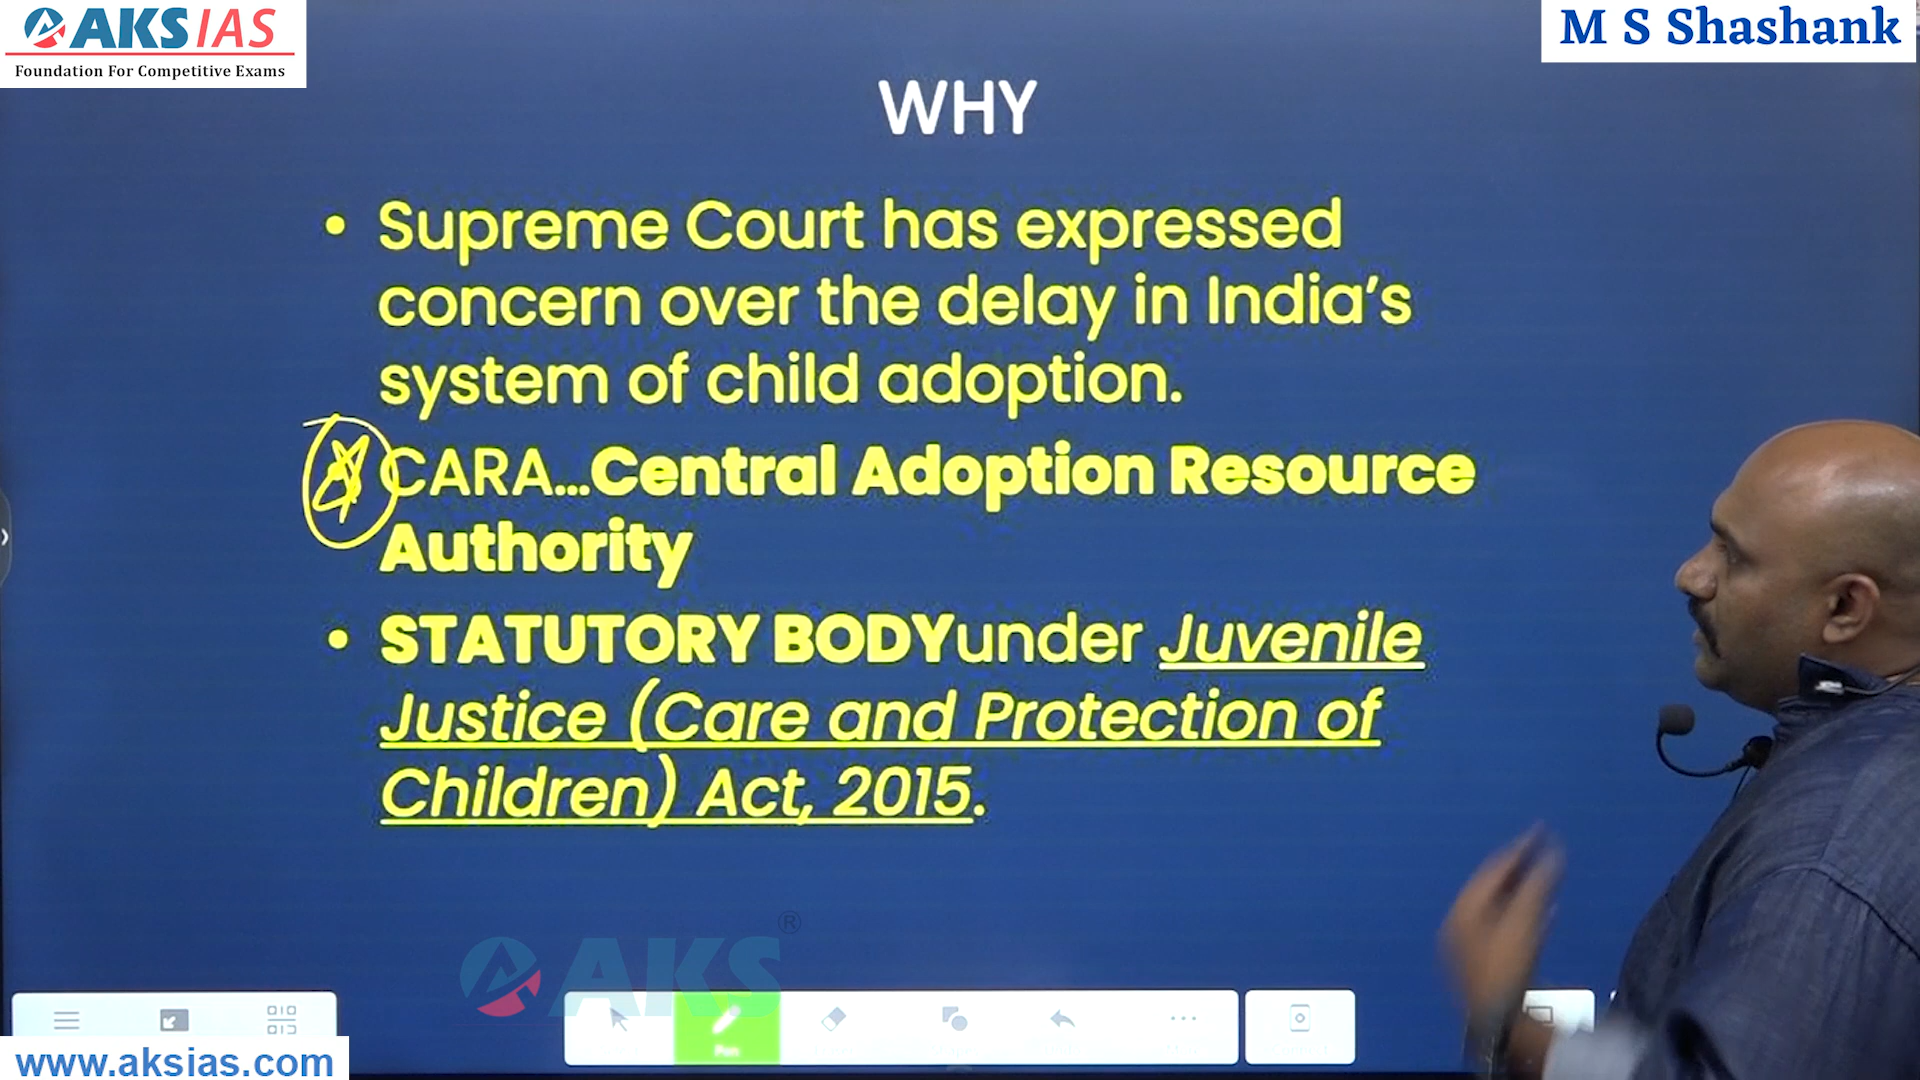 AKS IAS
Foundation For Competitive Exams
M S Shashank
WHY
• Supreme Court has expressed
concern over the delay in India's
system of child adoption.
CARA...Central Adoption Resource
Authority
• STATUTORY BODYunder Juvenile
Justice (Care and Protection of
Children) Act, 2015.
AKS®
Pen
www.aksias.com